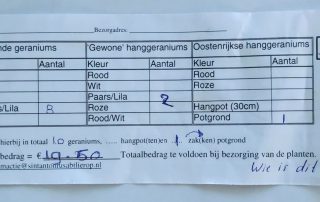 Bezorgadres:
nde geraniums 'Gewone' hanggeraniums Oostenrijkse hanggeraniums
Aantal Kleur Aantal Kleur Aantal
Rood Rood
Wit Roze
Paars/Lila
s/Lila 8 Roze 2 Hangpot (30cm)
Rood/Wit Potgrond 1
hierbij in totaal 10 geraniums, hangpot(ten) en 1 zak(ken) potgrond
bedrag = € 19.50 Totaalbedrag te voldoen bij bezorging van de planten.
Wie is dit